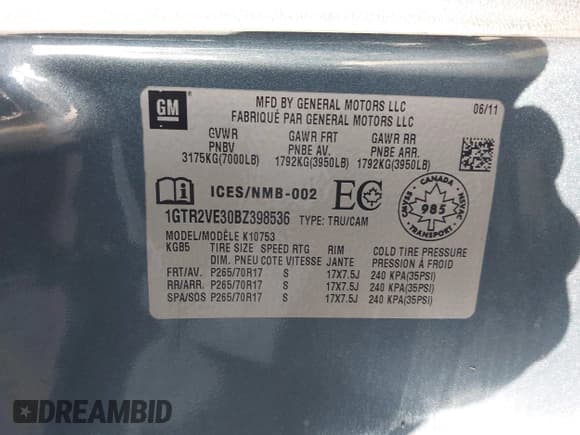 GM
MFD BY GENERAL MOTORS LLC
FABRIQUÉ PAR GENERAL MOTORS LLC
06/11
GVWR GAWR FRT GAWR RR
PNBV PNBE AV. PNBE ARR.
3175KG(7000LB) 1792KG(3950LB) 1792KG(3950LB)
ICES/NMB-002 EC
CMVSS NSVAC
985
TRANSPORT
1GTR2VE30BZ398536 TYPE: TRU/CAM
MODEL/MODÈLE K10753
KGB5 TIRE SIZE SPEED RTG RIM COLD TIRE PRESSURE
DIM. PNEU COTE VITESSE JANTE PRESSION À FROID
FRT/AV. P265/70R17 S 17X7.5J 240 KPA(35PSI)
RR/ARR. P265/70R17 S 17X7.5J 240 KPA(35PSI)
SPA/SOS P265/70R17 S 17X7.5J 240 KPA(35PSI)
DREAMBID